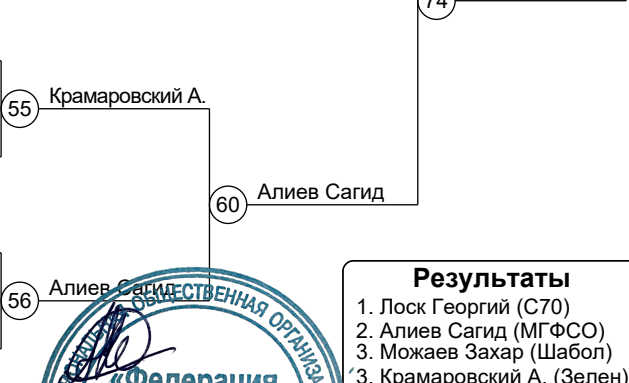 74
Крамаровский А.
55
Алиев Сагид
60
Алиев Сагид
56
ОБЩЕСТВЕННАЯ
«Федерация
Результаты
1. Лоск Георгий (С70)
2. Алиев Сагид (МГФСО)
3. Можаев Захар (Шабол)
3. Крамаровский А. (Зелен)